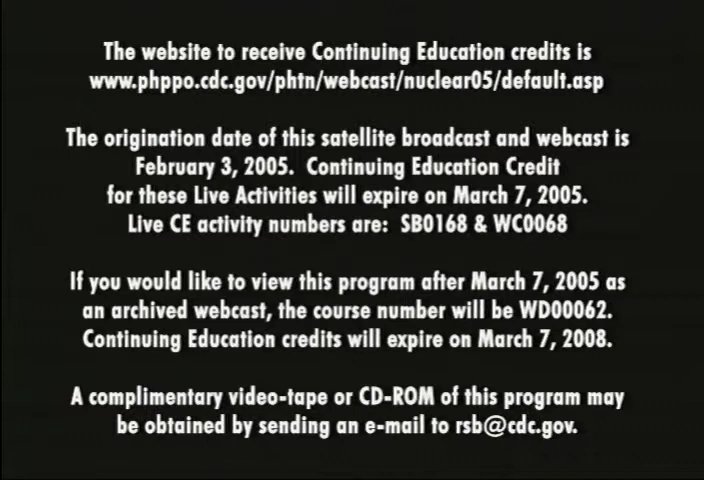 The website to receive Continuing Education credits is
www.phppo.cdc.gov/phtn/webcast/nuclear05/default.asp
The origination date of this satellite broadcast and webcast is
February 3, 2005.  Continuing Education Credit
for these Live Activities will expire on March 7, 2005.
Live CE activity numbers are:  SB0168 & WC0068
If you would like to view this program after March 7, 2005 as
an archived webcast, the course number will be WD00062.
Continuing Education credits will expire on March 7, 2008.
A complimentary video-tape or CD-ROM of this program may
be obtained by sending an e-mail to rsb@cdc.gov.